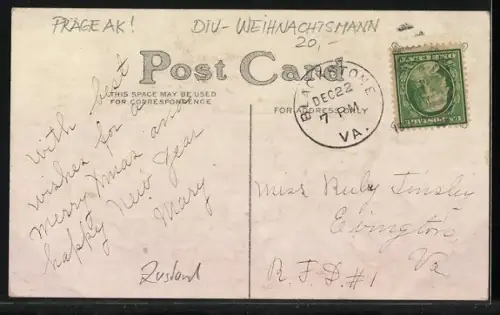 PRÄGEAK!
DIV-WEIHNACHTSMANN
20,-
Post Card
THIS SPACE MAY BE USED
FOR CORRESPONDENCE
FOR ADDRESS ONLY
BLACKSTONE
DEC 22
7 PM
VA.
With best
wishes for a
merry Xmas and
happy New Year
Mary
Zustand
Miss Ruby Tinsley
Evington
R.F.D. #1
Va